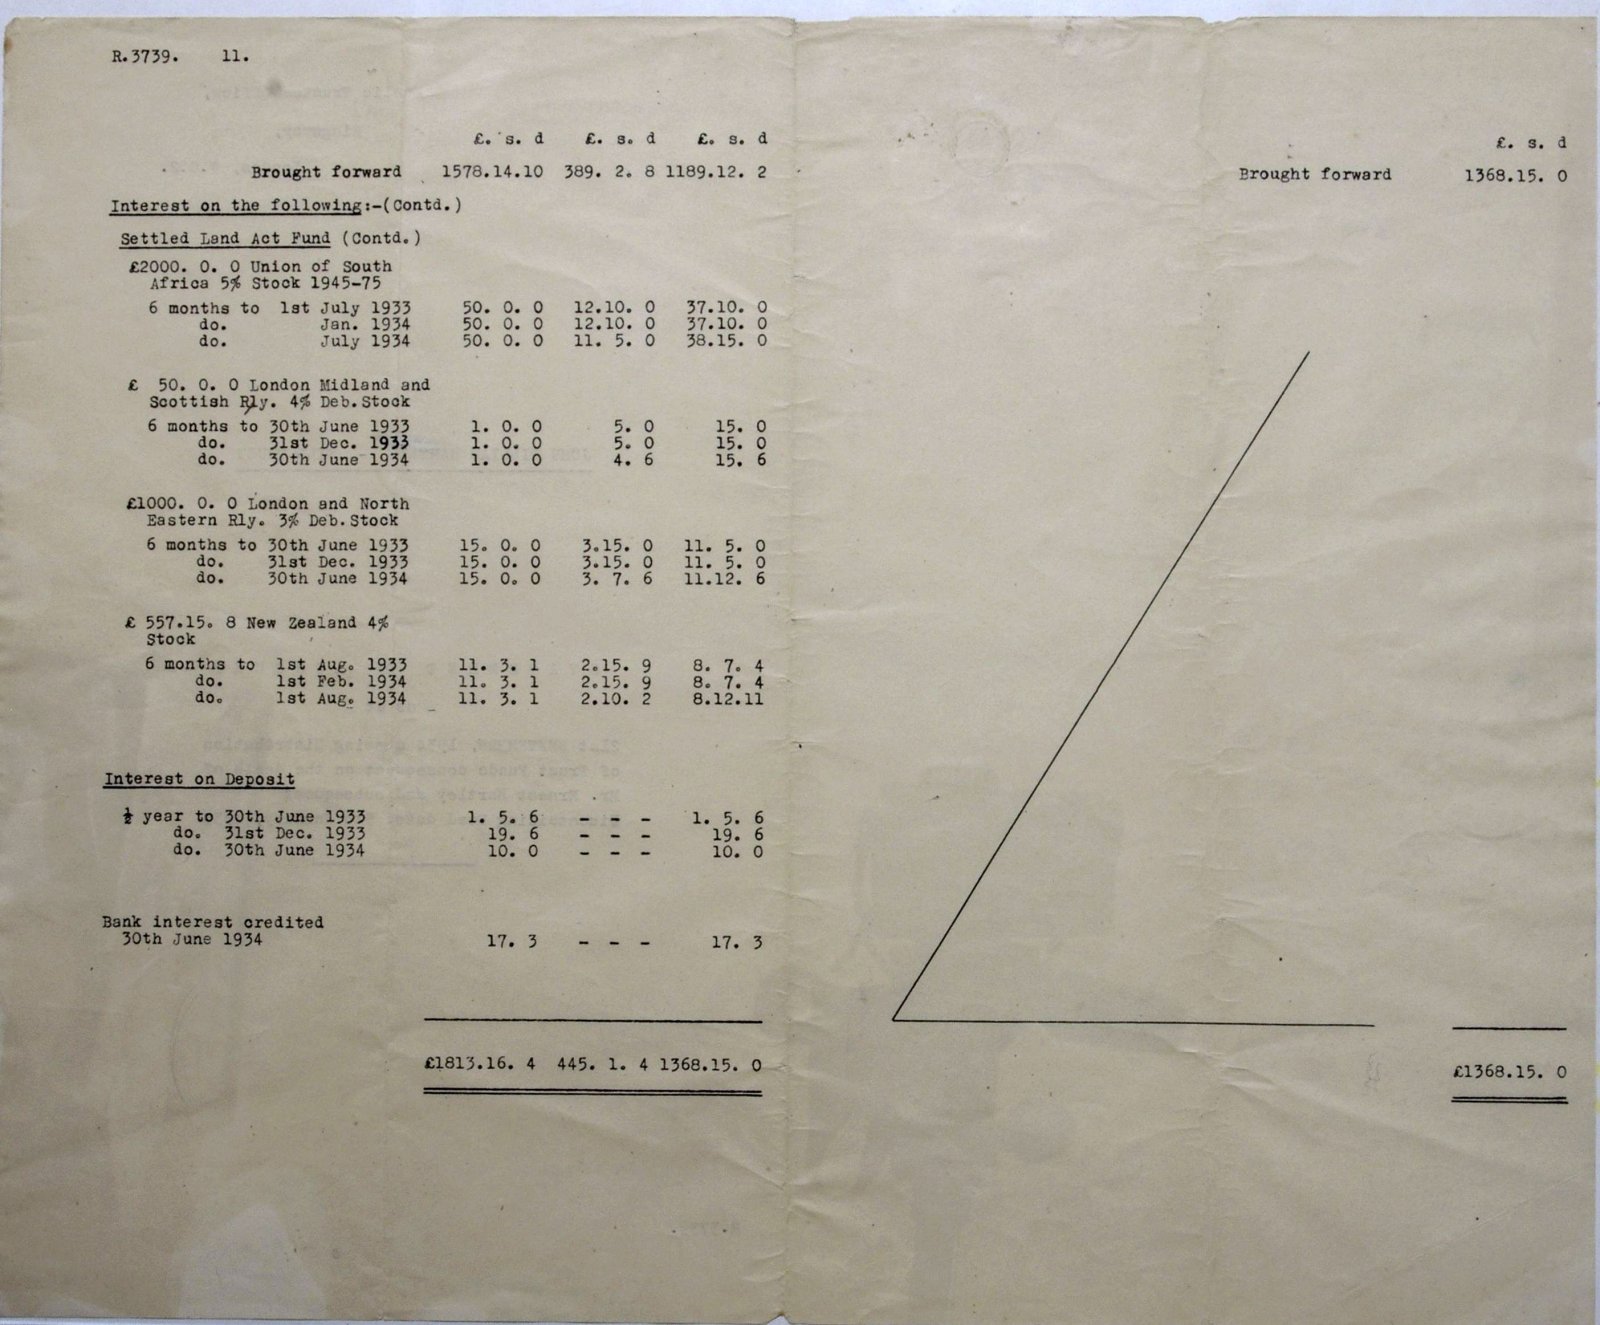 R.3739. 11.
£. s. d £. s. d £. s. d
Brought forward 1578.14.10 389. 2. 8 1189.12. 2
Interest on the following:-(Contd.)
Settled Land Act Fund (Contd.)
£2000. 0. 0 Union of South
Africa 5% Stock 1945-75
6 months to 1st July 1933 50. 0. 0 12.10. 0 37.10. 0
do. Jan. 1934 50. 0. 0 12.10. 0 37.10. 0
do. July 1934 50. 0. 0 11. 5. 0 38.15. 0
£ 50. 0. 0 London Midland and
Scottish Rly. 4% Deb.Stock
6 months to 30th June 1933 1. 0. 0 5. 0 15. 0
do. 31st Dec. 1933 1. 0. 0 5. 0 15. 0
do. 30th June 1934 1. 0. 0 4. 6 15. 6
£1000. 0. 0 London and North
Eastern Rly. 3% Deb.Stock
6 months to 30th June 1933 15. 0. 0 3.15. 0 11. 5. 0
do. 31st Dec. 1933 15. 0. 0 3.15. 0 11. 5. 0
do. 30th June 1934 15. 0. 0 3. 7. 6 11.12. 6
£ 557.15. 8 New Zealand 4%
Stock
6 months to 1st Aug. 1933 11. 3. 1 2.15. 9 8. 7. 4
do. 1st Feb. 1934 11. 3. 1 2.15. 9 8. 7. 4
do. 1st Aug. 1934 11. 3. 1 2.10. 2 8.12.11
Interest on Deposit
½ year to 30th June 1933 1. 5. 6 - - - 1. 5. 6
do. 31st Dec. 1933 19. 6 - - - 19. 6
do. 30th June 1934 10. 0 - - - 10. 0
Bank interest credited
30th June 1934 17. 3 - - - 17. 3
£1813.16. 4 445. 1. 4 1368.15. 0
£. s. d
Brought forward 1368.15. 0
£1368.15. 0